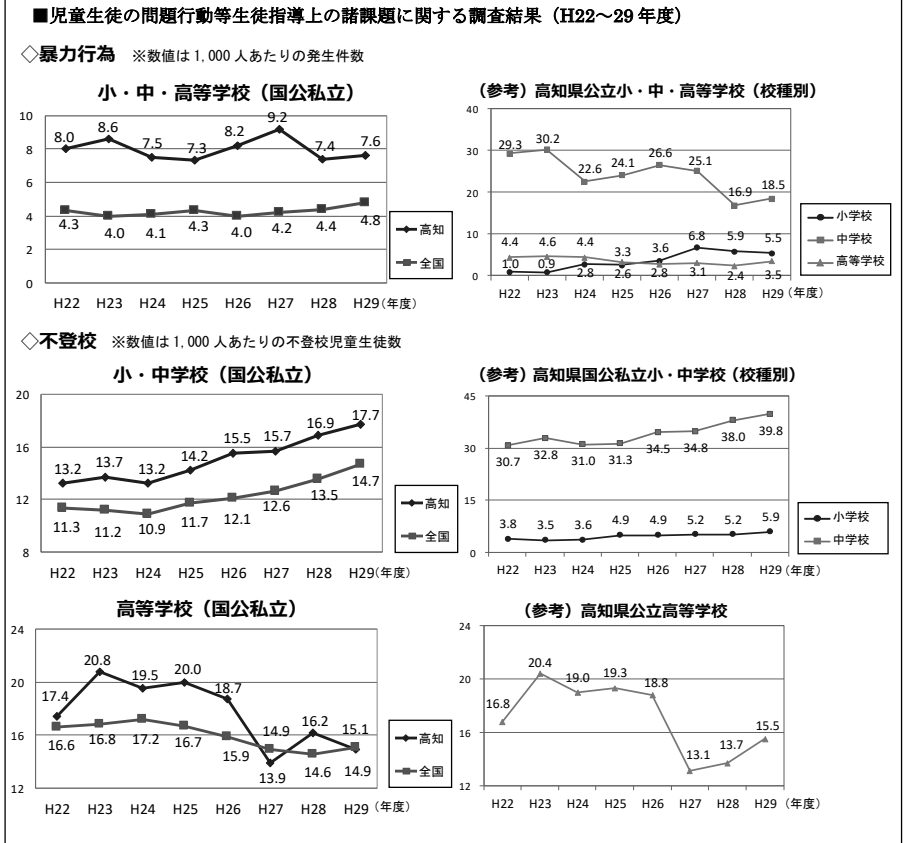 ■児童生徒の問題行動等生徒指導上の諸課題に関する調査結果（H22～29 年度）
◇暴力行為 ※数値は 1,000 人あたりの発生件数
小・中・高等学校（国公私立）
10
8
6
4
2
0
8.0 8.6 7.5 7.3 8.2 9.2 7.4 7.6
4.3 4.0 4.1 4.3 4.0 4.2 4.4 4.8
高知
全国
H22 H23 H24 H25 H26 H27 H28 H29(年度)
（参考）高知県公立小・中・高等学校（校種別）
40
30
20
10
0
29.3 30.2 22.6 24.1 26.6 25.1 16.9 18.5
4.4 4.6 4.4 3.3 3.6 6.8 5.9 5.5
1.0 0.9 2.8 2.6 2.8 3.1 2.4 3.5
小学校
中学校
高等学校
H22 H23 H24 H25 H26 H27 H28 H29 (年度)
◇不登校 ※数値は 1,000 人あたりの不登校児童生徒数
小・中学校（国公私立）
20
16
12
8
13.2 13.7 13.2 14.2 15.5 15.7 16.9 17.7
11.3 11.2 10.9 11.7 12.1 12.6 13.5 14.7
高知
全国
H22 H23 H24 H25 H26 H27 H28 H29(年度)
（参考）高知県国公私立小・中学校（校種別）
45
30
15
0
30.7 32.8 31.0 31.3 34.5 34.8 38.0 39.8
3.8 3.5 3.6 4.9 4.9 5.2 5.2 5.9
小学校
中学校
H22 H23 H24 H25 H26 H27 H28 H29 (年度)
高等学校（国公私立）
24
20
16
12
17.4 20.8 19.5 20.0 18.7 14.9 16.2 15.1
16.6 16.8 17.2 16.7 15.9 13.9 14.6 14.9
高知
全国
H22 H23 H24 H25 H26 H27 H28 H29 (年度)
（参考）高知県公立高等学校
24
20
16
12
16.8 20.4 19.0 19.3 18.8 13.1 13.7 15.5
H22 H23 H24 H25 H26 H27 H28 H29 (年度)